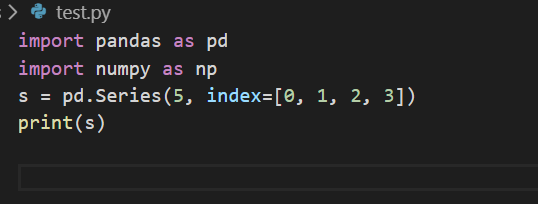 s > test.py
import pandas as pd
import numpy as np
s = pd.Series(5, index=[0, 1, 2, 3])
print(s)